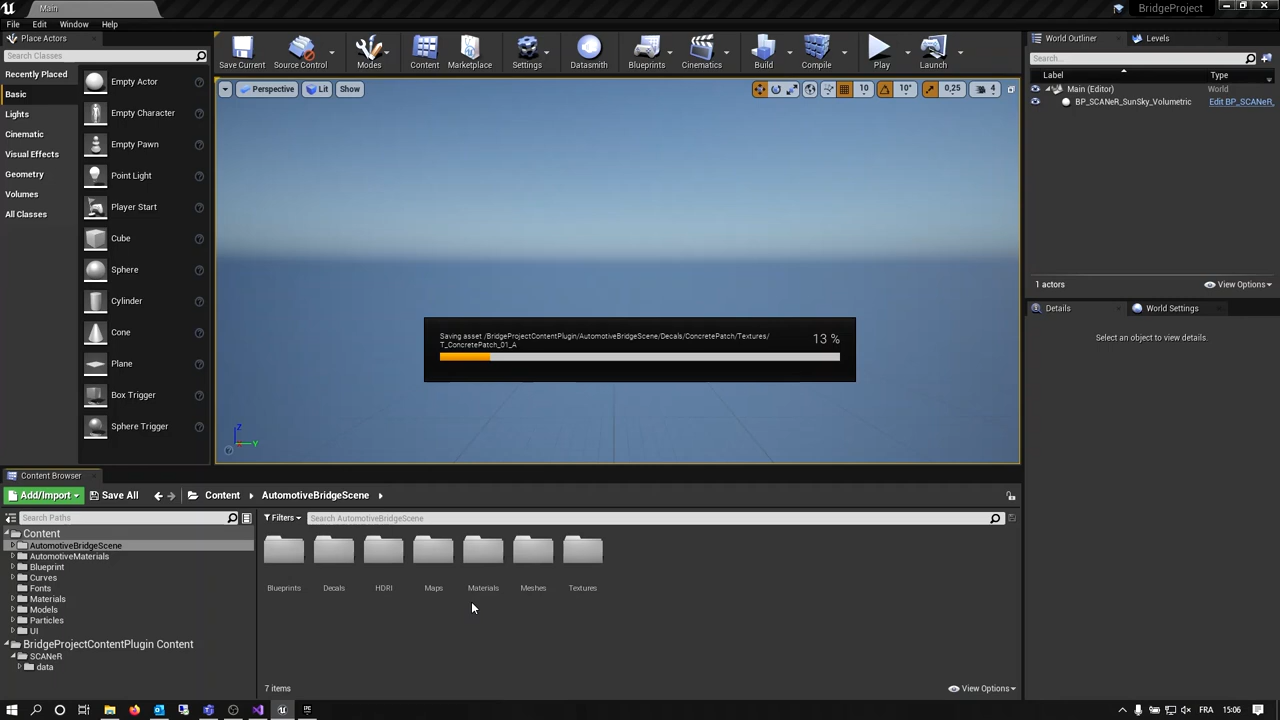 Main
BridgeProject
File Edit Window Help
Place Actors
Search Classes
Recently Placed
Basic
Lights
Cinematic
Visual Effects
Geometry
Volumes
All Classes
Empty Actor
Empty Character
Empty Pawn
Point Light
Player Start
Cube
Sphere
Cylinder
Cone
Plane
Box Trigger
Sphere Trigger
Save Current
Source Control
Modes
Content
Marketplace
Settings
Datasmith
Blueprints
Cinematics
Build
Compile
Play
Launch
Perspective
Lit
Show
10
10°
0,25
4
Saving asset /BridgeProjectContentPlugin/AutomotiveBridgeScene/Decals/ConcretePatch/Textures/
T_ConcretePatch_01_A
13 %
Z
Y
World Outliner
Levels
Search...
Label
Type
Main (Editor)
World
BP_SCANeR_SunSky_Volumetric
Edit BP_SCANeR_
1 actors
View Options
Details
World Settings
Select an object to view details.
Content Browser
Add/Import
Save All
Content
AutomotiveBridgeScene
Search Paths
Filters
Search AutomotiveBridgeScene
Content
AutomotiveBridgeScene
AutomotiveMaterials
Blueprint
Curves
Fonts
Materials
Models
Particles
UI
BridgeProjectContentPlugin Content
SCANeR
data
Blueprints
Decals
HDRI
Maps
Materials
Meshes
Textures
7 items
View Options
FRA
15:06